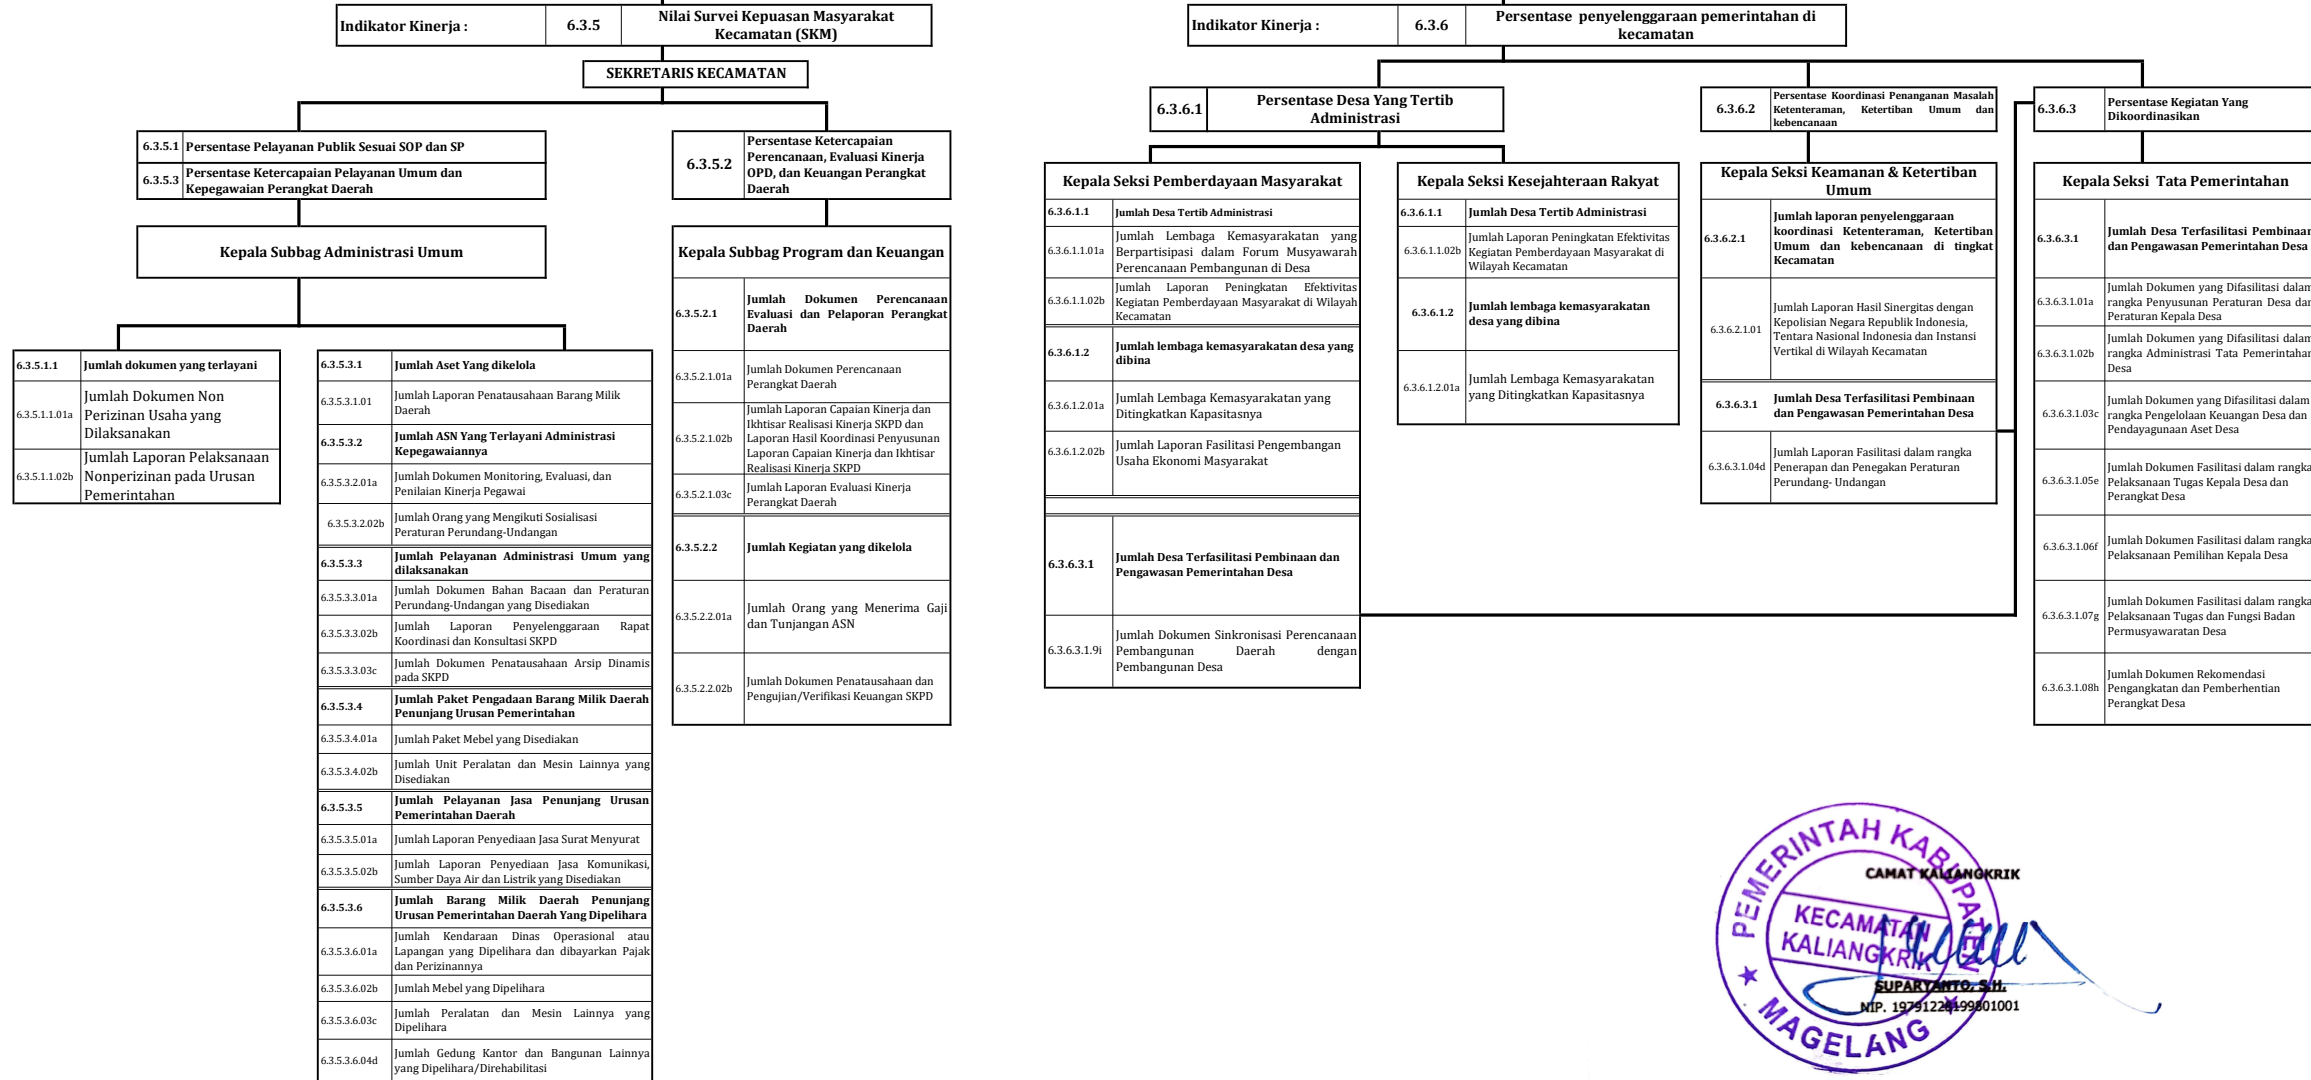 Indikator Kinerja :
6.3.5
Nilai Survei Kepuasan Masyarakat
Kecamatan (SKM)
SEKRETARIS KECAMATAN
6.3.5.1 Persentase Pelayanan Publik Sesuai SOP dan SP
6.3.5.3
Persentase Ketercapaian Pelayanan Umum dan
Kepegawaian Perangkat Daerah
Kepala Subbag Administrasi Umum
6.3.5.1.1 Jumlah dokumen yang terlayani
6.3.5.1.1.01a
Jumlah Dokumen Non
Perizinan Usaha yang
Dilaksanakan
6.3.5.1.1.02b
Jumlah Laporan Pelaksanaan
Nonperizinan pada Urusan
Pemerintahan
6.3.5.3.1 Jumlah Aset Yang dikelola
6.3.5.3.1.01
Jumlah Laporan Penatausahaan Barang Milik
Daerah
6.3.5.3.2
Jumlah ASN Yang Terlayani Administrasi
Kepegawaiannya
6.3.5.3.2.01a
Jumlah Dokumen Monitoring, Evaluasi, dan
Penilaian Kinerja Pegawai
6.3.5.3.2.02b
Jumlah Orang yang Mengikuti Sosialisasi
Peraturan Perundang-Undangan
6.3.5.3.3
Jumlah Pelayanan Administrasi Umum yang
dilaksanakan
6.3.5.3.3.01a
Jumlah Dokumen Bahan Bacaan dan Peraturan
Perundang-Undangan yang Disediakan
6.3.5.3.3.02b
Jumlah Laporan Penyelenggaraan Rapat
Koordinasi dan Konsultasi SKPD
6.3.5.3.3.03c
Jumlah Dokumen Penatausahaan Arsip Dinamis
pada SKPD
6.3.5.3.4
Jumlah Paket Pengadaan Barang Milik Daerah
Penunjang Urusan Pemerintahan
6.3.5.3.4.01a Jumlah Paket Mebel yang Disediakan
6.3.5.3.4.02b
Jumlah Unit Peralatan dan Mesin Lainnya yang
Disediakan
6.3.5.3.5
Jumlah Pelayanan Jasa Penunjang Urusan
Pemerintahan Daerah
6.3.5.3.5.01a Jumlah Laporan Penyediaan Jasa Surat Menyurat
6.3.5.3.5.02b
Jumlah Laporan Penyediaan Jasa Komunikasi,
Sumber Daya Air dan Listrik yang Disediakan
6.3.5.3.6
Jumlah Barang Milik Daerah Penunjang
Urusan Pemerintahan Daerah Yang Dipelihara
6.3.5.3.6.01a
Jumlah Kendaraan Dinas Operasional atau
Lapangan yang Dipelihara dan dibayarkan Pajak
dan Perizinannya
6.3.5.3.6.02b Jumlah Mebel yang Dipelihara
6.3.5.3.6.03c
Jumlah Peralatan dan Mesin Lainnya yang
Dipelihara
6.3.5.3.6.04d
Jumlah Gedung Kantor dan Bangunan Lainnya
yang Dipelihara/Direhabilitasi
6.3.5.2
Persentase Ketercapaian
Perencanaan, Evaluasi Kinerja
OPD, dan Keuangan Perangkat
Daerah
Kepala Subbag Program dan Keuangan
6.3.5.2.1
Jumlah Dokumen Perencanaan
Evaluasi dan Pelaporan Perangkat
Daerah
6.3.5.2.1.01a
Jumlah Dokumen Perencanaan
Perangkat Daerah
6.3.5.2.1.02b
Jumlah Laporan Capaian Kinerja dan
Ikhtisar Realisasi Kinerja SKPD dan
Laporan Hasil Koordinasi Penyusunan
Laporan Capaian Kinerja dan Ikhtisar
Realisasi Kinerja SKPD
6.3.5.2.1.03c
Jumlah Laporan Evaluasi Kinerja
Perangkat Daerah
6.3.5.2.2 Jumlah Kegiatan yang dikelola
6.3.5.2.2.01a
Jumlah Orang yang Menerima Gaji
dan Tunjangan ASN
6.3.5.2.2.02b
Jumlah Dokumen Penatausahaan dan
Pengujian/Verifikasi Keuangan SKPD
Indikator Kinerja :
6.3.6
Persentase penyelenggaraan pemerintahan di
kecamatan
6.3.6.1
Persentase Desa Yang Tertib
Administrasi
Kepala Seksi Pemberdayaan Masyarakat
6.3.6.1.1 Jumlah Desa Tertib Administrasi
6.3.6.1.1.01a
Jumlah Lembaga Kemasyarakatan yang
Berpartisipasi dalam Forum Musyawarah
Perencanaan Pembangunan di Desa
6.3.6.1.1.02b
Jumlah Laporan Peningkatan Efektivitas
Kegiatan Pemberdayaan Masyarakat di Wilayah
Kecamatan
6.3.6.1.2
Jumlah lembaga kemasyarakatan desa yang
dibina
6.3.6.1.2.01a
Jumlah Lembaga Kemasyarakatan yang
Ditingkatkan Kapasitasnya
6.3.6.1.2.02b
Jumlah Laporan Fasilitasi Pengembangan
Usaha Ekonomi Masyarakat
6.3.6.3.1
Jumlah Desa Terfasilitasi Pembinaan dan
Pengawasan Pemerintahan Desa
6.3.6.3.1.9i
Jumlah Dokumen Sinkronisasi Perencanaan
Pembangunan Daerah dengan
Pembangunan Desa
Kepala Seksi Kesejahteraan Rakyat
6.3.6.1.1 Jumlah Desa Tertib Administrasi
6.3.6.1.1.02b
Jumlah Laporan Peningkatan Efektivitas
Kegiatan Pemberdayaan Masyarakat di
Wilayah Kecamatan
6.3.6.1.2
Jumlah lembaga kemasyarakatan
desa yang dibina
6.3.6.1.2.01a
Jumlah Lembaga Kemasyarakatan
yang Ditingkatkan Kapasitasnya
6.3.6.2
Persentase Koordinasi Penanganan Masalah
Ketenteraman, Ketertiban Umum dan
kebencanaan
Kepala Seksi Keamanan & Ketertiban
Umum
6.3.6.2.1
Jumlah laporan penyelenggaraan
koordinasi Ketenteraman, Ketertiban
Umum dan kebencanaan di tingkat
Kecamatan
6.3.6.2.1.01
Jumlah Laporan Hasil Sinergitas dengan
Kepolisian Negara Republik Indonesia,
Tentara Nasional Indonesia dan Instansi
Vertikal di Wilayah Kecamatan
6.3.6.3.1
Jumlah Desa Terfasilitasi Pembinaan
dan Pengawasan Pemerintahan Desa
6.3.6.3.1.04d
Jumlah Laporan Fasilitasi dalam rangka
Penerapan dan Penegakan Peraturan
Perundang- Undangan
6.3.6.3
Persentase Kegiatan Yang
Dikoordinasikan
Kepala Seksi Tata Pemerintahan
6.3.6.3.1
Jumlah Desa Terfasilitasi Pembinaan
dan Pengawasan Pemerintahan Desa
6.3.6.3.1.01a
Jumlah Dokumen yang Difasilitasi dalam
rangka Penyusunan Peraturan Desa dan
Peraturan Kepala Desa
6.3.6.3.1.02b
Jumlah Dokumen yang Difasilitasi dalam
rangka Administrasi Tata Pemerintahan
Desa
6.3.6.3.1.03c
Jumlah Dokumen yang Difasilitasi dalam
rangka Pengelolaan Keuangan Desa dan
Pendayagunaan Aset Desa
6.3.6.3.1.05e
Jumlah Dokumen Fasilitasi dalam rangka
Pelaksanaan Tugas Kepala Desa dan
Perangkat Desa
6.3.6.3.1.06f
Jumlah Dokumen Fasilitasi dalam rangka
Pelaksanaan Pemilihan Kepala Desa
6.3.6.3.1.07g
Jumlah Dokumen Fasilitasi dalam rangka
Pelaksanaan Tugas dan Fungsi Badan
Permusyawaratan Desa
6.3.6.3.1.08h
Jumlah Dokumen Rekomendasi
Pengangkatan dan Pemberhentian
Perangkat Desa
PEMERINTAH KABUPATEN
CAMAT KALIANGKRIK
KECAMATAN
KALIANGKRIK
SUPARYANTO, S.H.
NIP.
MAGELANG